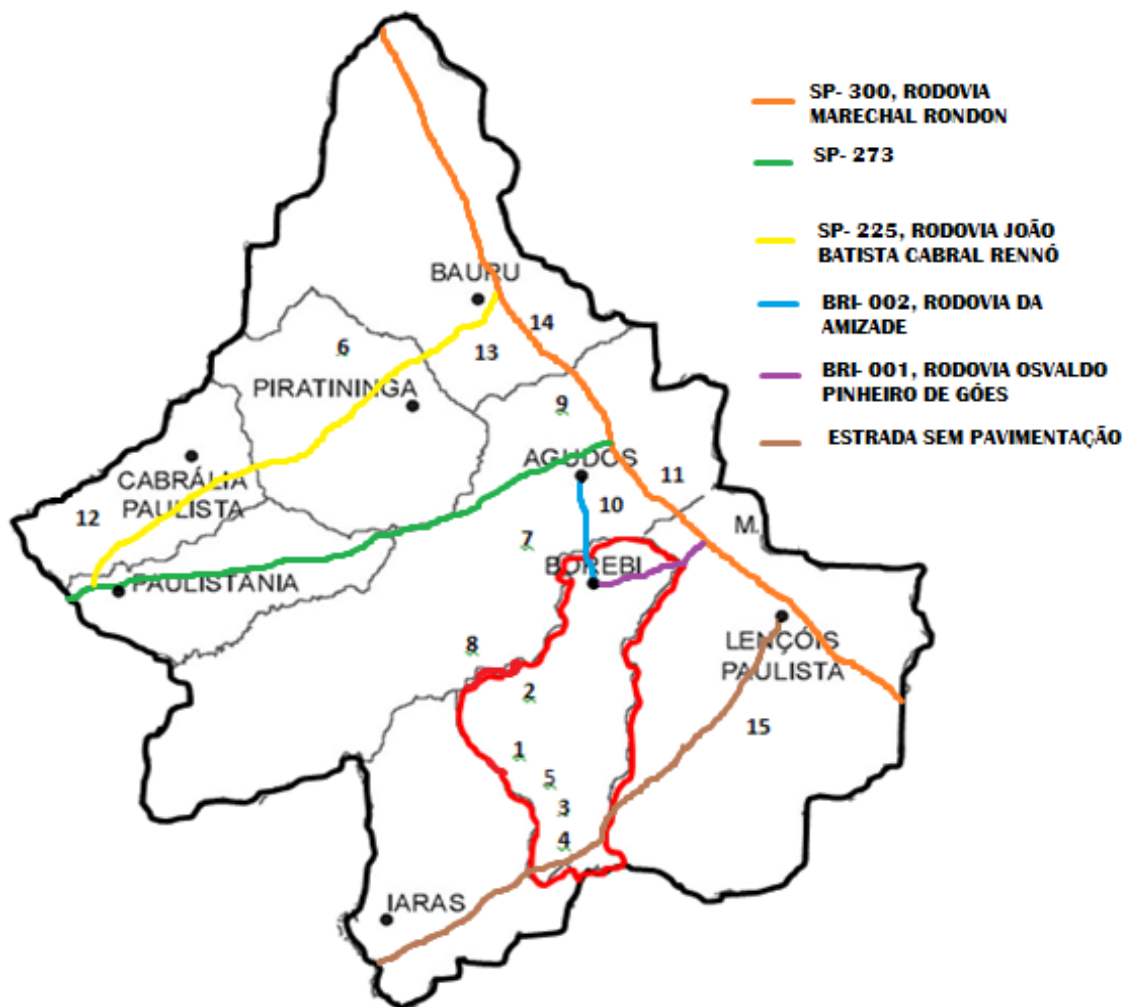 SP- 300, RODOVIA
MARECHAL RONDON
SP- 273
SP- 225, RODOVIA JOÃO
BATISTA CABRAL RENNÓ
BRI- 002, RODOVIA DA
AMIZADE
BRI- 001, RODOVIA OSVALDO
PINHEIRO DE GÓES
ESTRADA SEM PAVIMENTAÇÃO
BAURU
14
13
6
PIRATININGA
9
AGUDOS
11
CABRÁLIA
PAULISTA
12
10
M.
7
BOREBI
PAULISTANIA
LENÇÓIS
PAULISTA
8
2
15
1
5
3
4
IARAS